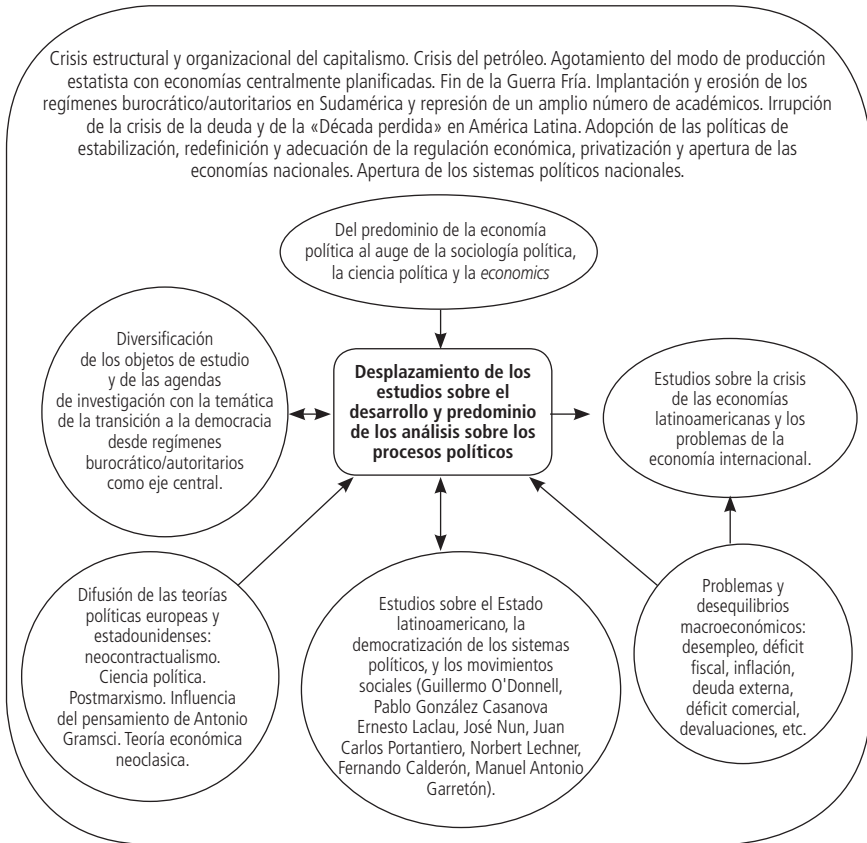 Crisis estructural y organizacional del capitalismo. Crisis del petróleo. Agotamiento del modo de producción
estatista con economías centralmente planificadas. Fin de la Guerra Fría. Implantación y erosión de los
regímenes burocrático/autoritarios en Sudamérica y represión de un amplio número de académicos. Irrupción
de la crisis de la deuda y de la «Década perdida» en América Latina. Adopción de las políticas de
estabilización, redefinición y adecuación de la regulación económica, privatización y apertura de las
economías nacionales. Apertura de los sistemas políticos nacionales.
Del predominio de la economía
política al auge de la sociología política,
la ciencia política y la economics
Diversificación
de los objetos de estudio
y de las agendas
de investigación con la temática
de la transición a la democracia
desde regímenes
burocrático/autoritarios
como eje central.
Desplazamiento de los
estudios sobre el
desarrollo y predominio
de los análisis sobre los
procesos políticos
Estudios sobre la crisis
de las economías
latinoamericanas y los
problemas de la
economía internacional.
Difusión de las teorías
políticas europeas y
estadounidenses:
neocontractualismo.
Ciencia política.
Postmarxismo. Influencia
del pensamiento de Antonio
Gramsci. Teoría económica
neoclasica.
Estudios sobre el Estado
latinoamericano, la
democratización de los sistemas
políticos, y los movimientos
sociales (Guillermo O'Donnell,
Pablo González Casanova
Ernesto Laclau, José Nun, Juan
Carlos Portantiero, Norbert Lechner,
Fernando Calderón, Manuel Antonio
Garretón).
Problemas y
desequilibrios
macroeconómicos:
desempleo, déficit
fiscal, inflación,
deuda externa,
déficit comercial,
devaluaciones, etc.